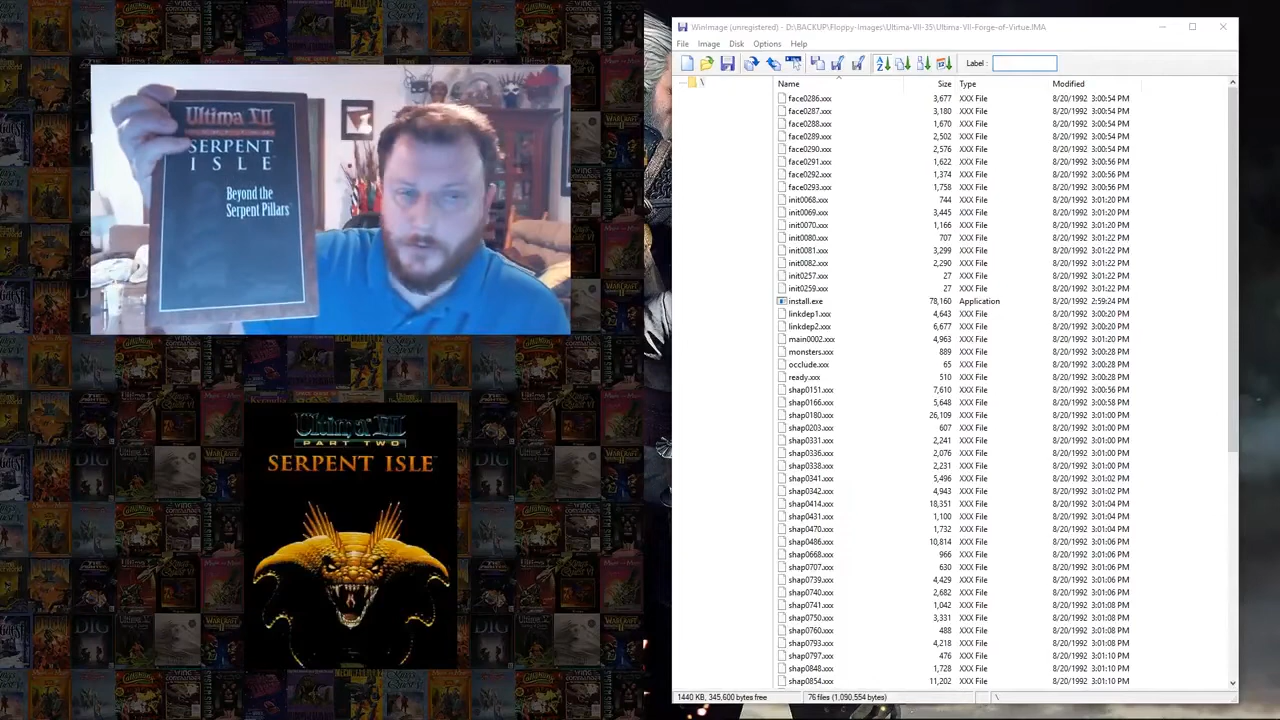 Ultima VII
SERPENT
ISLE
Beyond the
Serpent Pillars
Ultima VII
PART TWO
SERPENT ISLE
WinImage (unregistered) - D:\BACKUP\Floppy-Images\Ultima-VII-35\Ultima-VII-Forge-of-Virtue.IMA
File Image Disk Options Help
Label :
\
Name Size Type Modified
face0286.xxx 3,677 XXX File 8/20/1992 3:00:54 PM
face0287.xxx 3,180 XXX File 8/20/1992 3:00:54 PM
face0288.xxx 1,670 XXX File 8/20/1992 3:00:54 PM
face0289.xxx 2,502 XXX File 8/20/1992 3:00:54 PM
face0290.xxx 2,576 XXX File 8/20/1992 3:00:54 PM
face0291.xxx 1,622 XXX File 8/20/1992 3:00:56 PM
face0292.xxx 1,374 XXX File 8/20/1992 3:00:56 PM
face0293.xxx 1,758 XXX File 8/20/1992 3:00:56 PM
init0068.xxx 744 XXX File 8/20/1992 3:01:20 PM
init0069.xxx 3,445 XXX File 8/20/1992 3:01:20 PM
init0070.xxx 1,166 XXX File 8/20/1992 3:01:22 PM
init0080.xxx 707 XXX File 8/20/1992 3:01:22 PM
init0081.xxx 3,299 XXX File 8/20/1992 3:01:22 PM
init0082.xxx 2,290 XXX File 8/20/1992 3:01:22 PM
init0257.xxx 27 XXX File 8/20/1992 3:01:22 PM
init0259.xxx 27 XXX File 8/20/1992 3:01:22 PM
install.exe 78,160 Application 8/20/1992 2:59:24 PM
linkdep1.xxx 4,643 XXX File 8/20/1992 3:00:20 PM
linkdep2.xxx 6,677 XXX File 8/20/1992 3:00:20 PM
main0002.xxx 4,963 XXX File 8/20/1992 3:01:24 PM
monsters.xxx 889 XXX File 8/20/1992 3:00:28 PM
occlude.xxx 65 XXX File 8/20/1992 3:00:28 PM
ready.xxx 510 XXX File 8/20/1992 3:00:28 PM
shap0151.xxx 7,610 XXX File 8/20/1992 3:00:56 PM
shap0166.xxx 5,648 XXX File 8/20/1992 3:00:58 PM
shap0180.xxx 26,109 XXX File 8/20/1992 3:01:00 PM
shap0203.xxx 607 XXX File 8/20/1992 3:01:00 PM
shap0331.xxx 2,241 XXX File 8/20/1992 3:01:00 PM
shap0336.xxx 2,076 XXX File 8/20/1992 3:01:00 PM
shap0338.xxx 2,231 XXX File 8/20/1992 3:01:00 PM
shap0341.xxx 5,496 XXX File 8/20/1992 3:01:02 PM
shap0342.xxx 4,943 XXX File 8/20/1992 3:01:02 PM
shap0414.xxx 18,351 XXX File 8/20/1992 3:01:04 PM
shap0431.xxx 1,100 XXX File 8/20/1992 3:01:04 PM
shap0470.xxx 1,732 XXX File 8/20/1992 3:01:04 PM
shap0486.xxx 10,814 XXX File 8/20/1992 3:01:06 PM
shap0668.xxx 966 XXX File 8/20/1992 3:01:06 PM
shap0707.xxx 630 XXX File 8/20/1992 3:01:06 PM
shap0739.xxx 4,429 XXX File 8/20/1992 3:01:06 PM
shap0740.xxx 2,682 XXX File 8/20/1992 3:01:06 PM
shap0741.xxx 1,042 XXX File 8/20/1992 3:01:08 PM
shap0750.xxx 3,331 XXX File 8/20/1992 3:01:08 PM
shap0760.xxx 488 XXX File 8/20/1992 3:01:08 PM
shap0793.xxx 4,218 XXX File 8/20/1992 3:01:08 PM
shap0797.xxx 476 XXX File 8/20/1992 3:01:10 PM
shap0848.xxx 1,728 XXX File 8/20/1992 3:01:10 PM
shap0854.xxx 11,202 XXX File 8/20/1992 3:01:10 PM
1440 KB, 345,600 bytes free 76 files (1,090,554 bytes) \